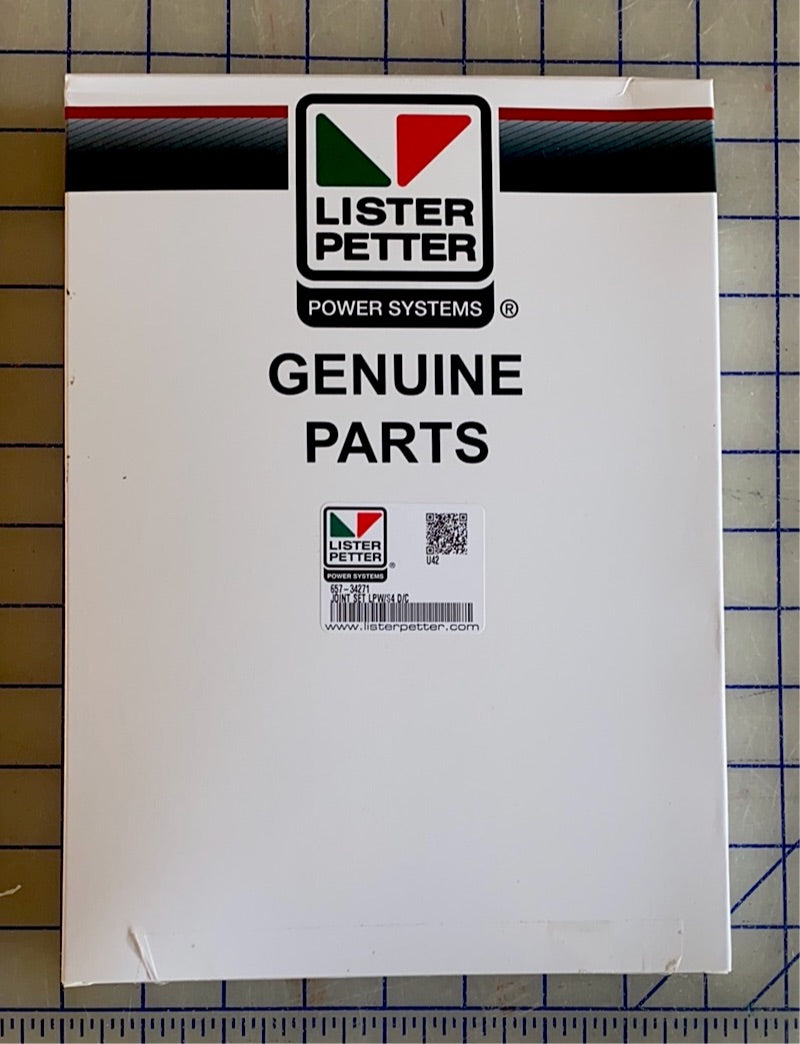 LISTER
PETTER
POWER SYSTEMS ®
GENUINE
PARTS
LISTER
PETTER
®
POWER SYSTEMS
U42
657-34271
JOINT SET LPW/S4 D/C
www.listerpetter.com